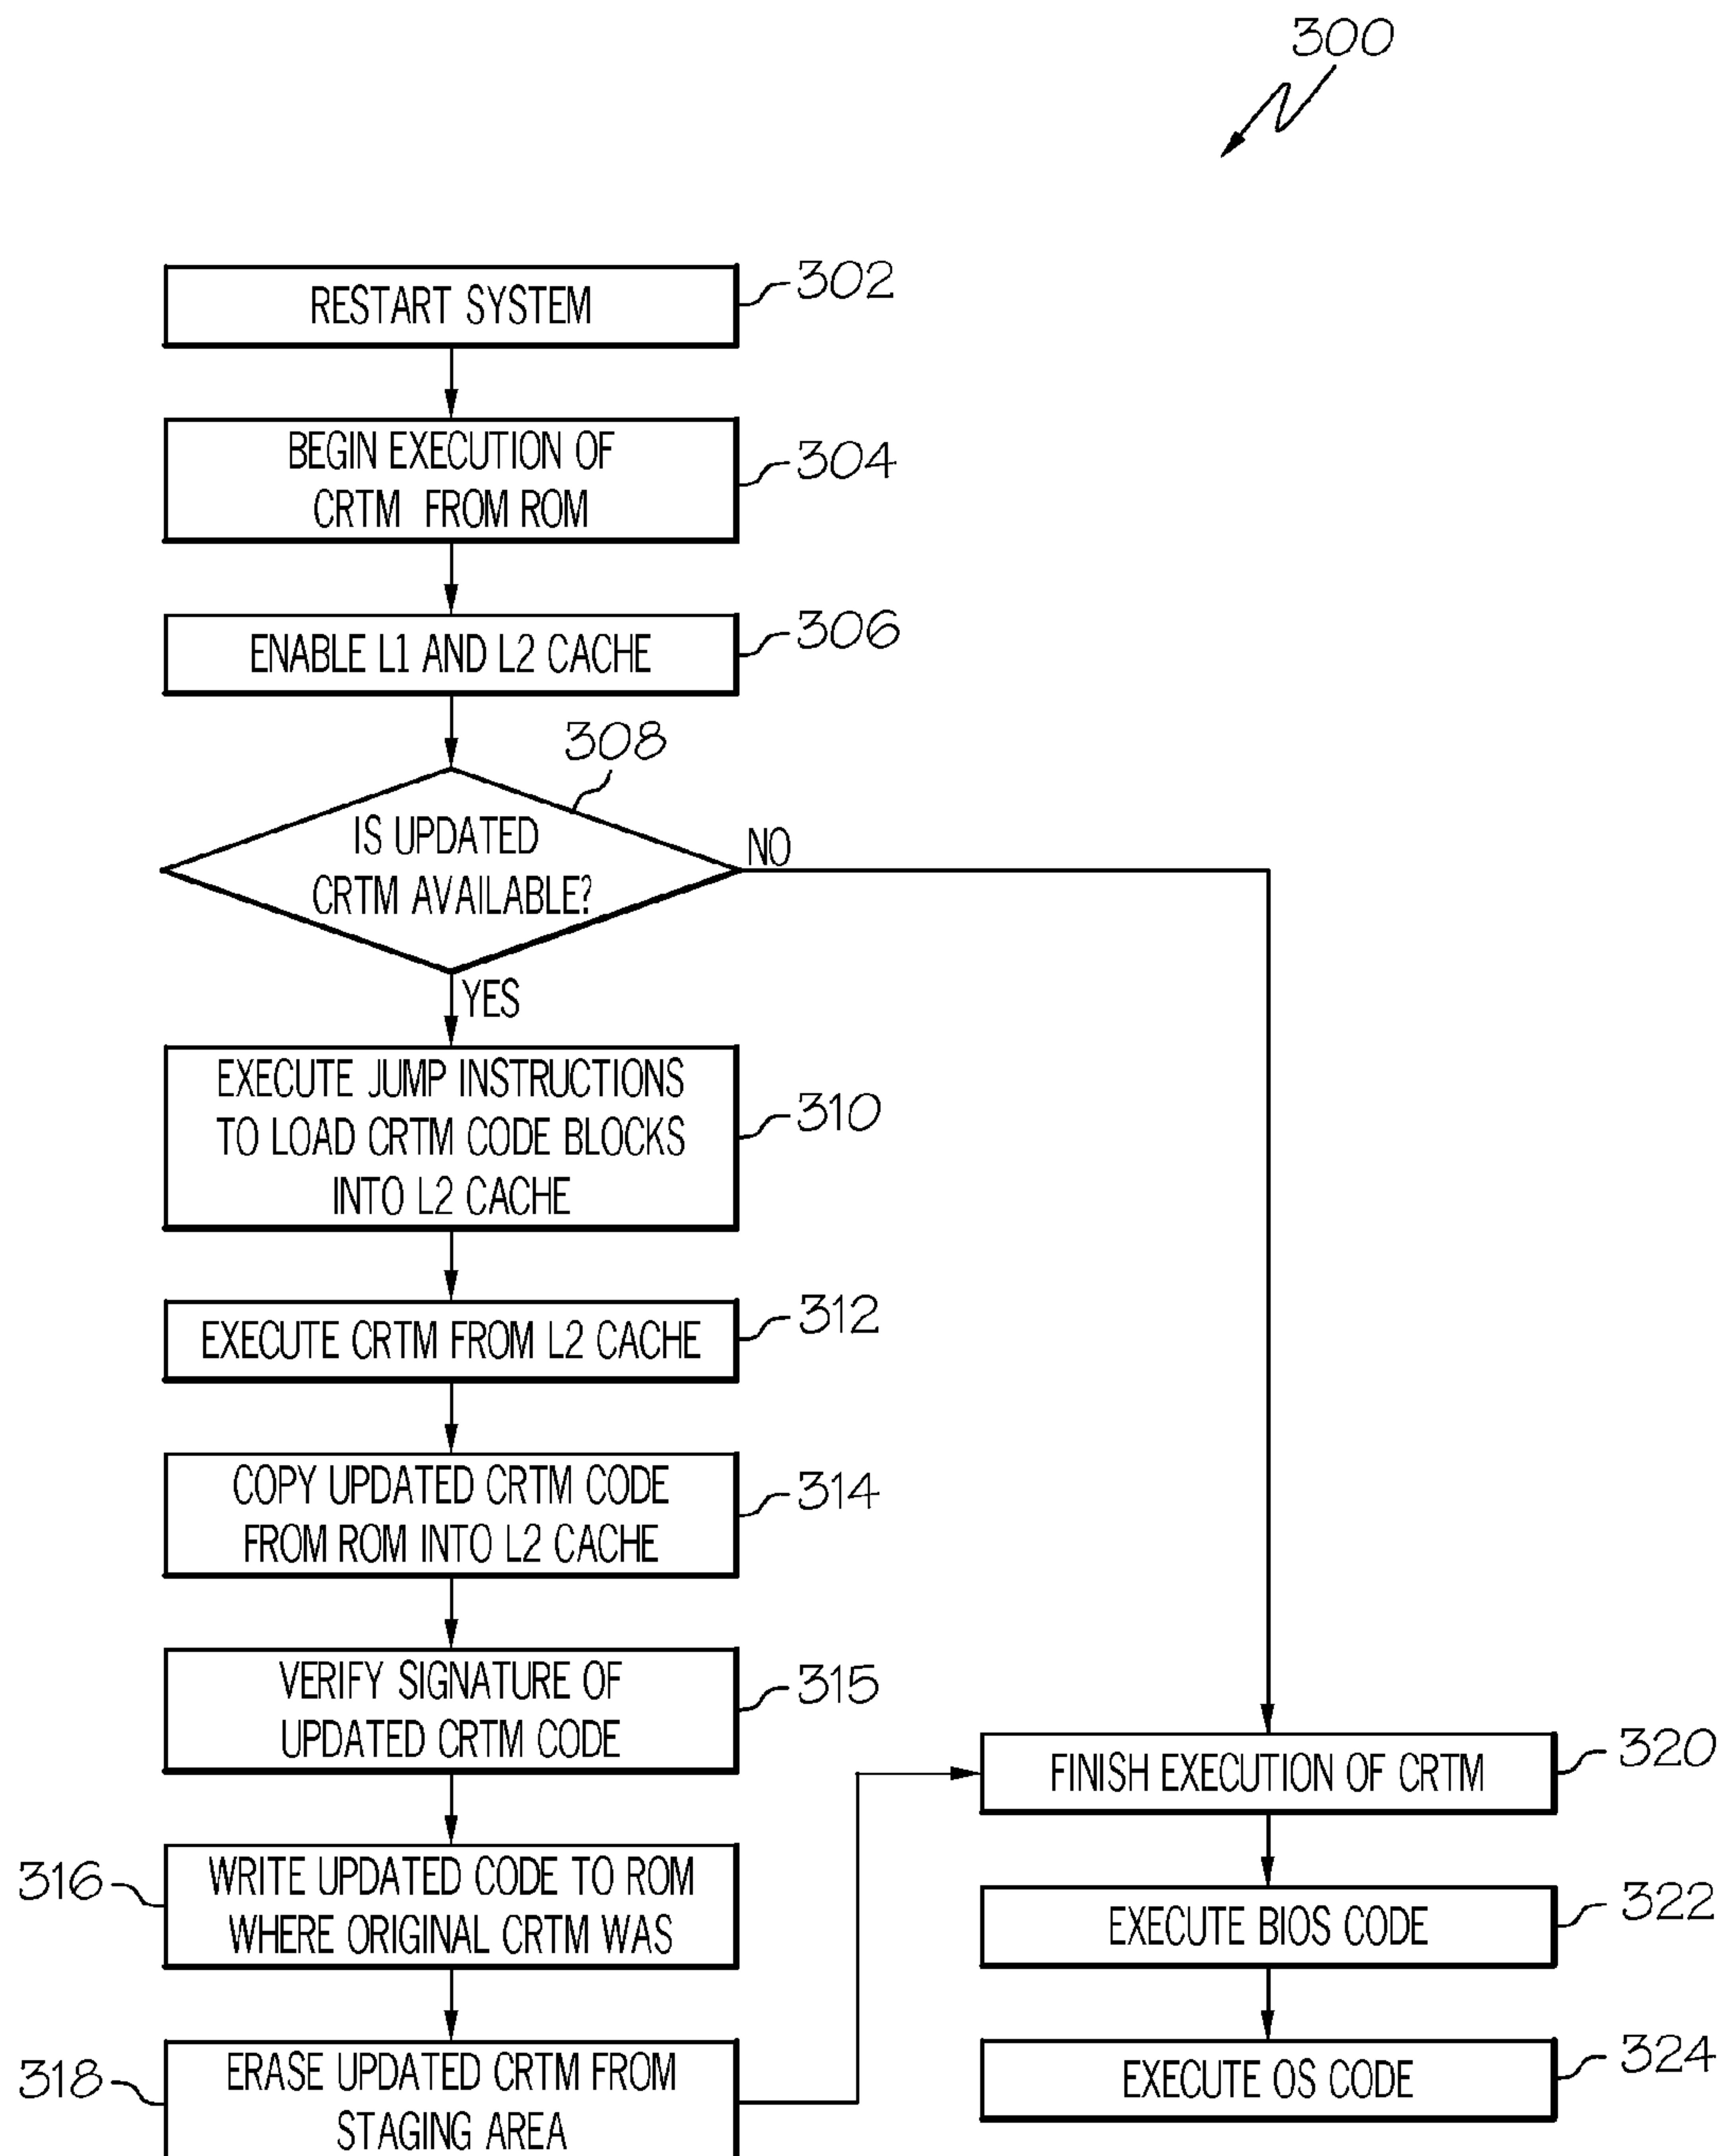 300
RESTART SYSTEM
302
BEGIN EXECUTION OF
CRTM FROM ROM
304
ENABLE L1 AND L2 CACHE
306
308
IS UPDATED
CRTM AVAILABLE?
NO
YES
EXECUTE JUMP INSTRUCTIONS
TO LOAD CRTM CODE BLOCKS
INTO L2 CACHE
310
EXECUTE CRTM FROM L2 CACHE
312
COPY UPDATED CRTM CODE
FROM ROM INTO L2 CACHE
314
VERIFY SIGNATURE OF
UPDATED CRTM CODE
315
316
WRITE UPDATED CODE TO ROM
WHERE ORIGINAL CRTM WAS
318
ERASE UPDATED CRTM FROM
STAGING AREA
FINISH EXECUTION OF CRTM
320
EXECUTE BIOS CODE
322
EXECUTE OS CODE
324